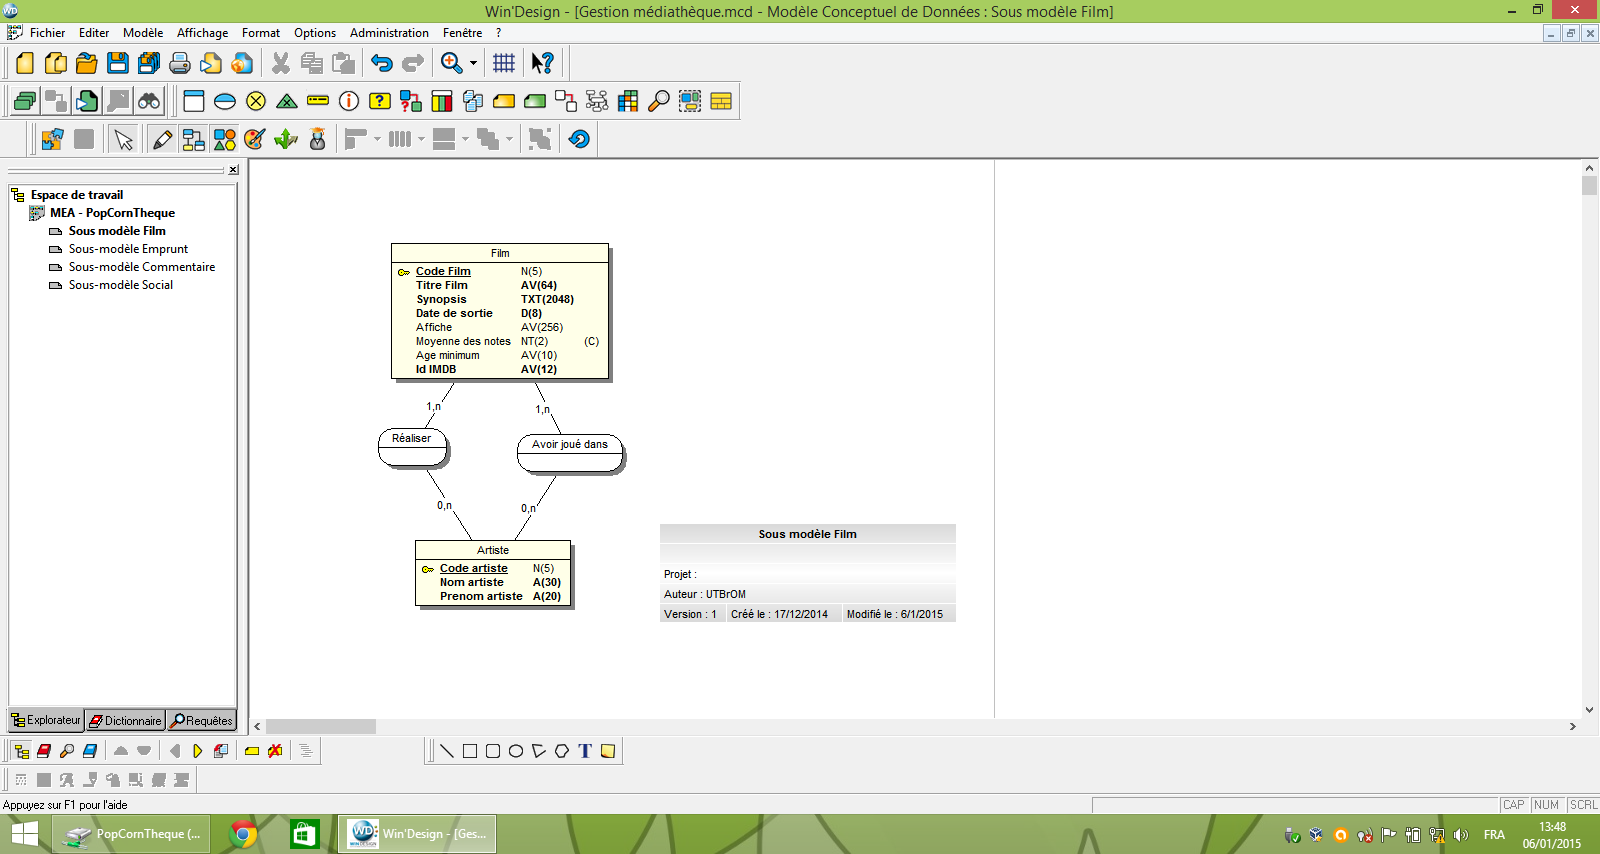 Win'Design - [Gestion médiathèque.mcd - Modèle Conceptuel de Données : Sous modèle Film]
Fichier Editer Modèle Affichage Format Options Administration Fenêtre ?
Espace de travail
MEA - PopCornTheque
Sous modèle Film
Sous-modèle Emprunt
Sous-modèle Commentaire
Sous-modèle Social
Film
Code Film N(5)
Titre Film AV(64)
Synopsis TXT(2048)
Date de sortie D(8)
Affiche AV(256)
Moyenne des notes NT(2) (C)
Age minimum AV(10)
Id IMDB AV(12)
1,n 1,n
Réaliser
Avoir joué dans
0,n 0,n
Artiste
Code artiste N(5)
Nom artiste A(30)
Prenom artiste A(20)
Sous modèle Film
Projet :
Auteur : UTBrOM
Version : 1 Créé le : 17/12/2014 Modifié le : 6/1/2015
Explorateur Dictionnaire Requêtes
T
Appuyez sur F1 pour l'aide
CAP NUM SCRL
PopCornTheque (... Win'Design - [Ges...
FRA
13:48
06/01/2015